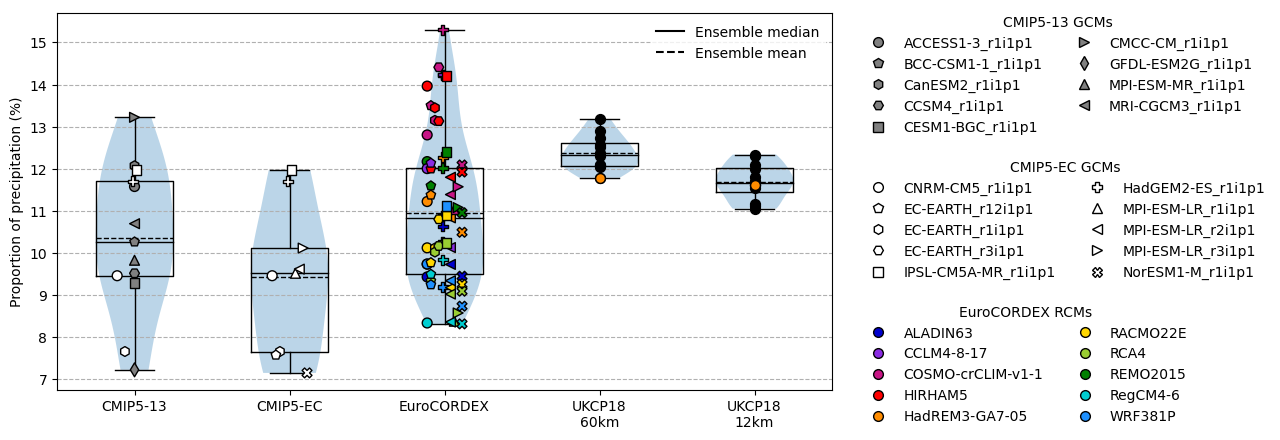 Proportion of precipitation (%)
15
14
13
12
11
10
9
8
7
Ensemble median
Ensemble mean
CMIP5-13
CMIP5-EC
EuroCORDEX
UKCP18
60km
UKCP18
12km
CMIP5-13 GCMs
ACCESS1-3_r1i1p1
BCC-CSM1-1_r1i1p1
CanESM2_r1i1p1
CCSM4_r1i1p1
CESM1-BGC_r1i1p1
CMCC-CM_r1i1p1
GFDL-ESM2G_r1i1p1
MPI-ESM-MR_r1i1p1
MRI-CGCM3_r1i1p1
CMIP5-EC GCMs
CNRM-CM5_r1i1p1
EC-EARTH_r12i1p1
EC-EARTH_r1i1p1
EC-EARTH_r3i1p1
IPSL-CM5A-MR_r1i1p1
HadGEM2-ES_r1i1p1
MPI-ESM-LR_r1i1p1
MPI-ESM-LR_r2i1p1
MPI-ESM-LR_r3i1p1
NorESM1-M_r1i1p1
EuroCORDEX RCMs
ALADIN63
CCLM4-8-17
COSMO-crCLIM-v1-1
HIRHAM5
HadREM3-GA7-05
RACMO22E
RCA4
REMO2015
RegCM4-6
WRF381P